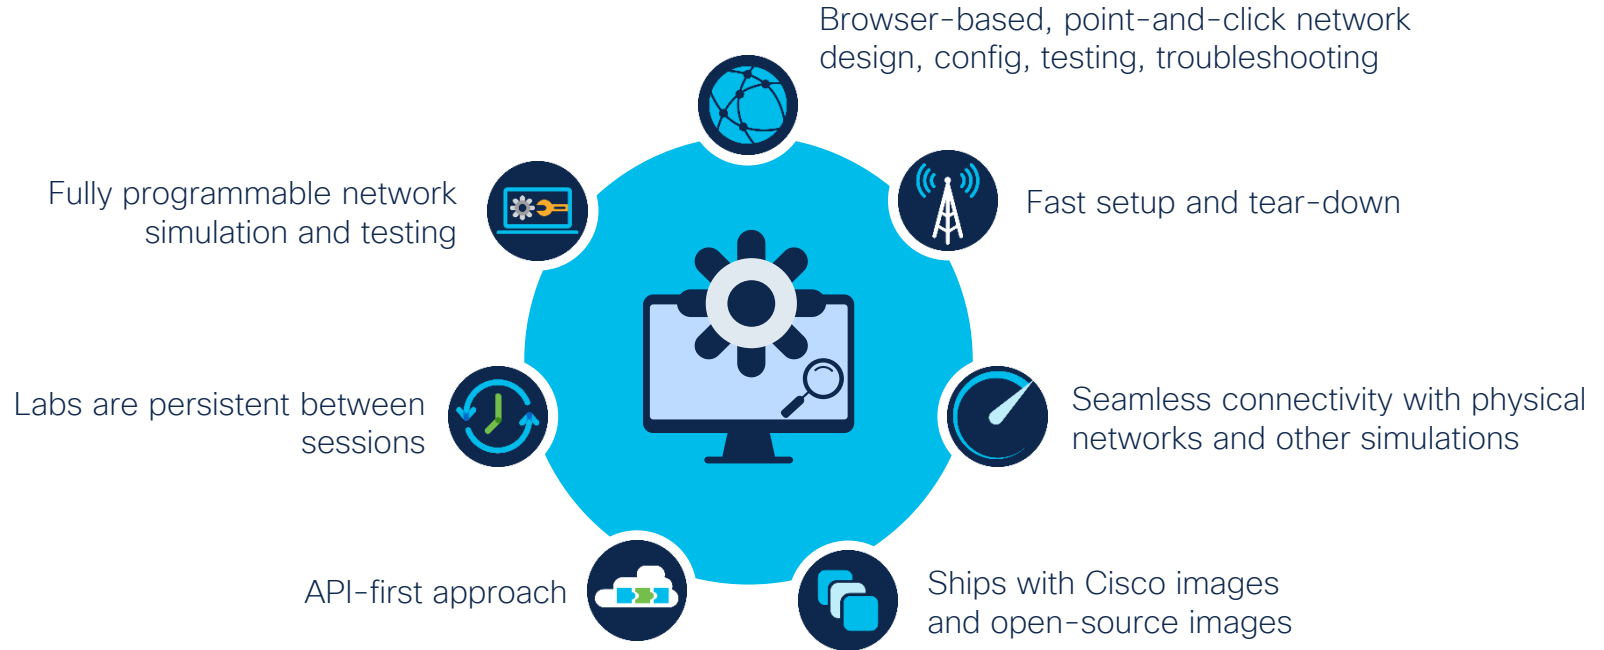 Browser-based, point-and-click network
design, config, testing, troubleshooting
Fully programmable network
simulation and testing
Fast setup and tear-down
Labs are persistent between
sessions
Seamless connectivity with physical
networks and other simulations
API-first approach
Ships with Cisco images
and open-source images